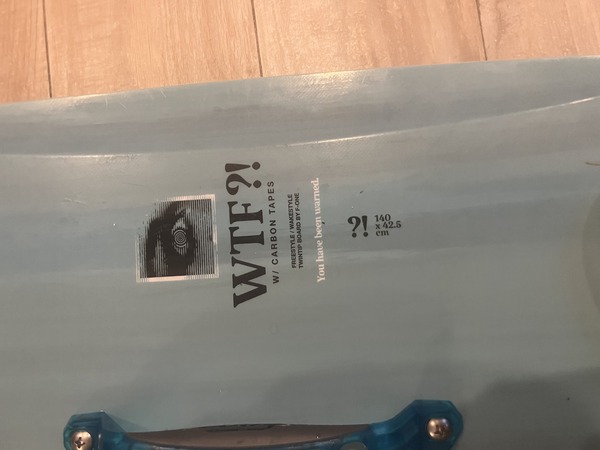 WTF?!
W/ CARBON TAPES
FREESTYLE / WAKESTYLE
TWINTIP BOARD BY F-ONE
You have been warned.
?!
140
x 42.5
cm